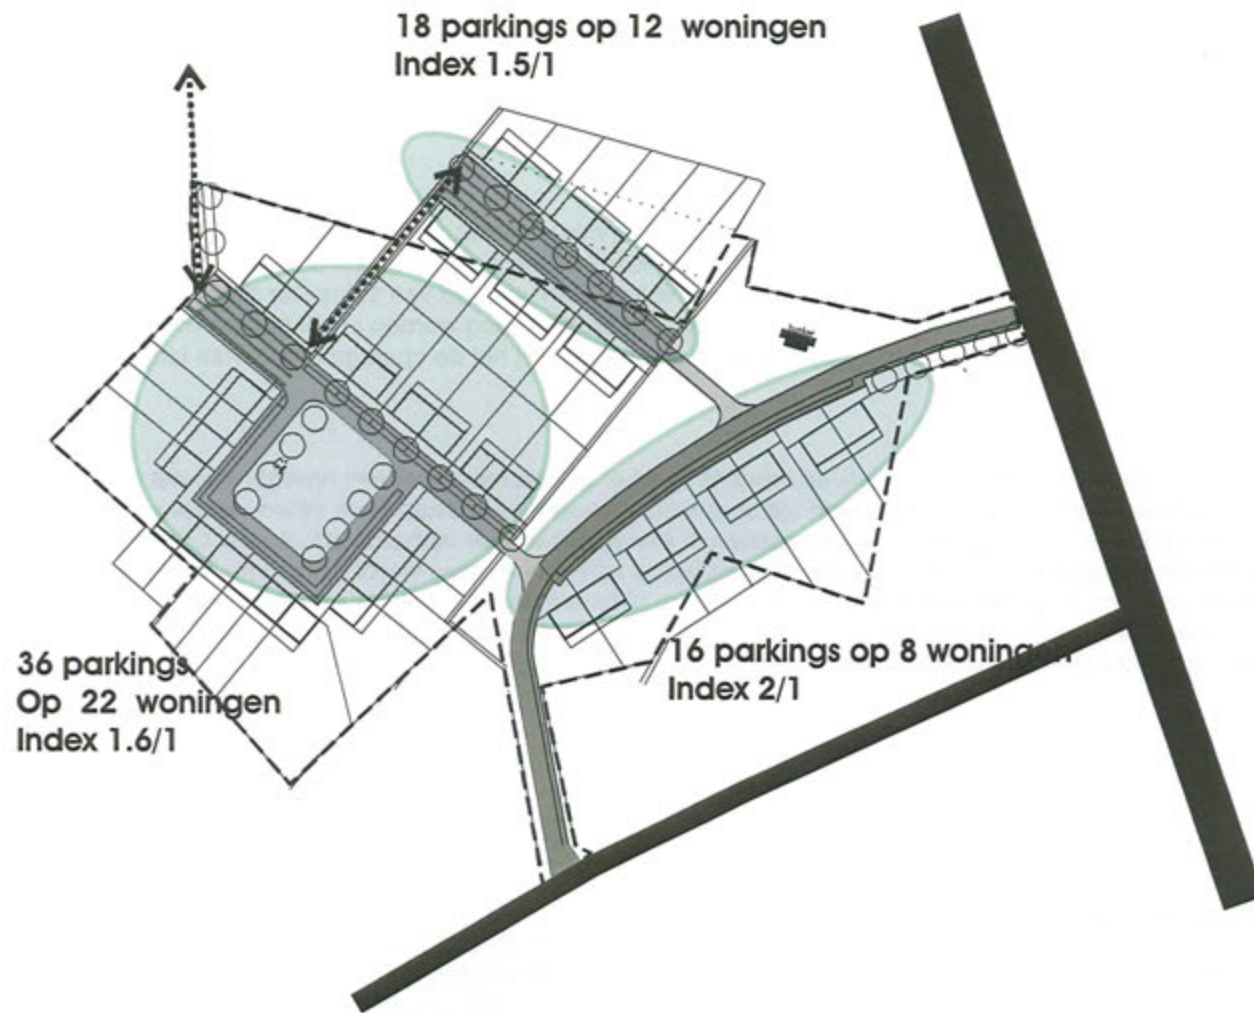 18 parkings op 12 woningen
Index 1.5/1
36 parkings
Op 22 woningen
Index 1.6/1
16 parkings op 8 woningen
Index 2/1